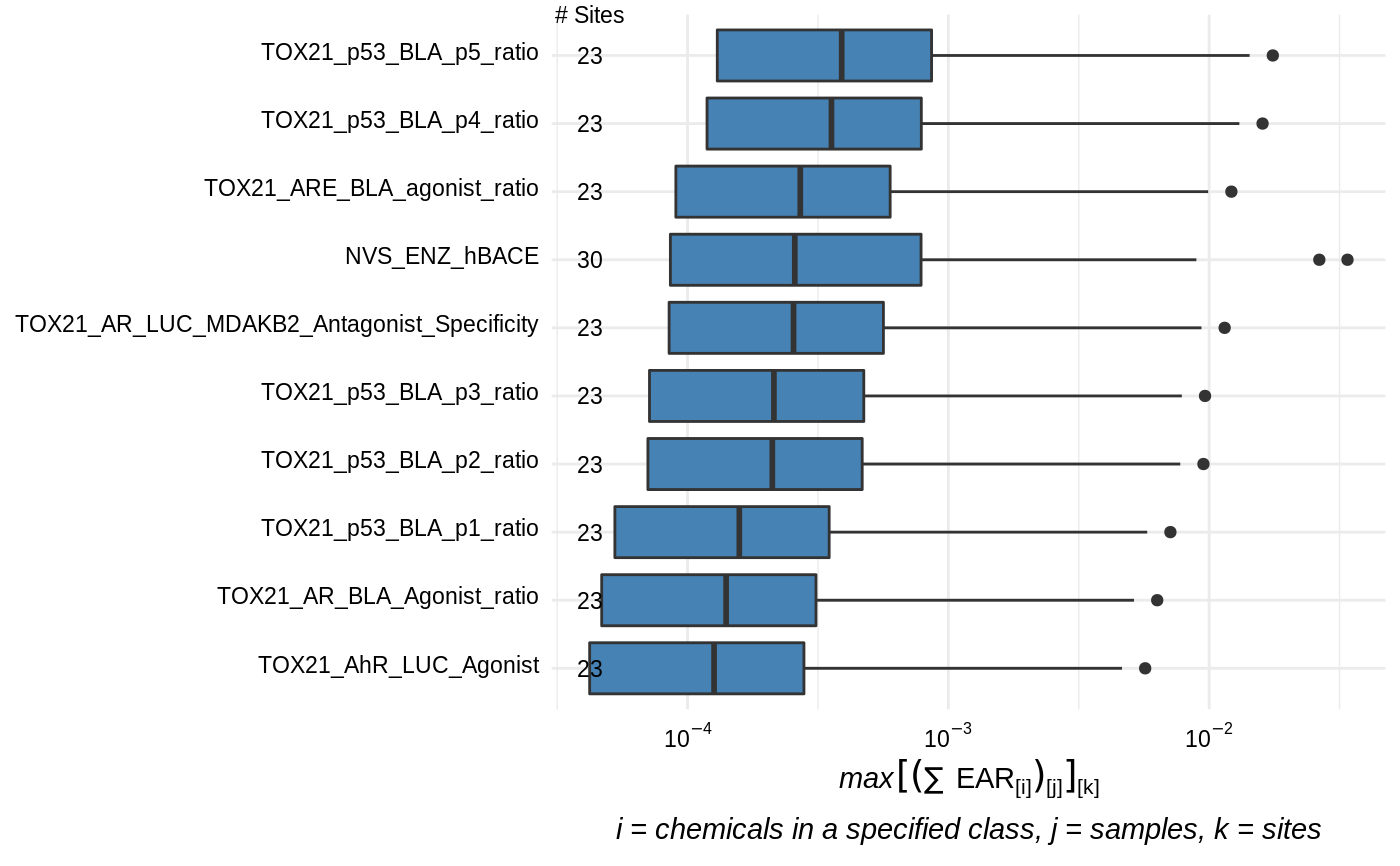 # Sites
TOX21_p53_BLA_p5_ratio 23
TOX21_p53_BLA_p4_ratio 23
TOX21_ARE_BLA_agonist_ratio 23
NVS_ENZ_hBACE 30
TOX21_AR_LUC_MDAKB2_Antagonist_Specificity 23
TOX21_p53_BLA_p3_ratio 23
TOX21_p53_BLA_p2_ratio 23
TOX21_p53_BLA_p1_ratio 23
TOX21_AR_BLA_Agonist_ratio 23
TOX21_AhR_LUC_Agonist 23
10−4 10−3 10−2
max[(∑ EAR[i])[j]][k]
i = chemicals in a specified class, j = samples, k = sites